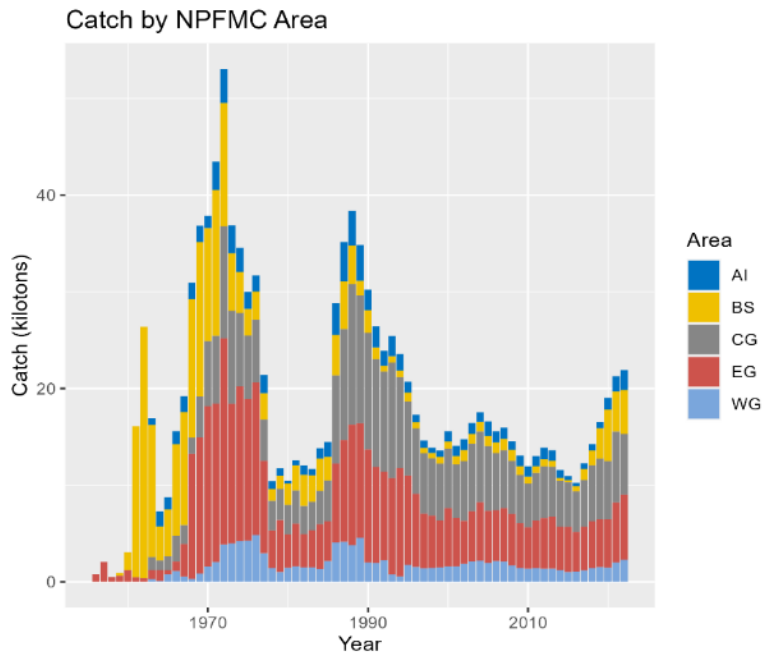 Catch by NPFMC Area
40
20
0
Catch (kilotons)
1970
1990
2010
Year
Area
AI
BS
CG
EG
WG